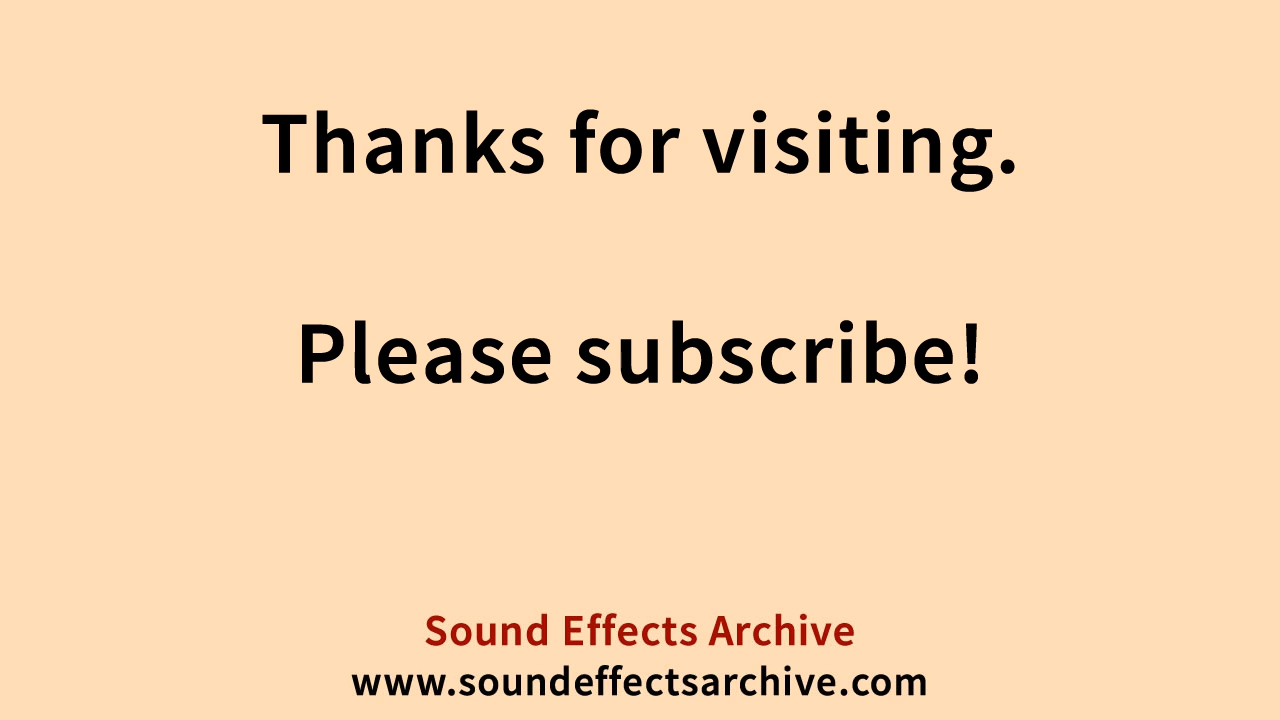 Thanks for visiting.
Please subscribe!
Sound Effects Archive
www.soundeffectsarchive.com